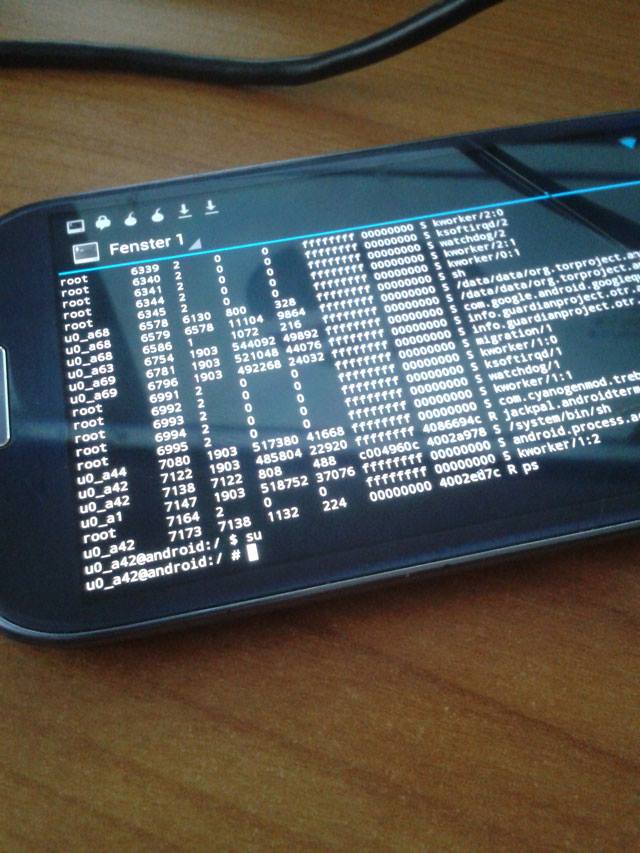 Fenster 1
root 6339 2 0 0 ffffffff 00000000 S kworker/2:0
root 6340 2 0 0 ffffffff 00000000 S ksoftirqd/2
root 6341 2 0 0 ffffffff 00000000 S watchdog/2
root 6344 2 0 0 ffffffff 00000000 S kworker/2:1
root 6345 2 0 0 ffffffff 00000000 S kworker/0:1
u0_a68 6578 6130 800 328 ffffffff 00000000 S sh
u0_a68 6579 6578 11104 9864 ffffffff 00000000 S /data/data/org.torproject.an
u0_a68 6586 1 1072 216 ffffffff 00000000 S /data/data/org.torproject.a
u0_a63 6754 1903 544092 49892 ffffffff 00000000 S com.google.android.google
u0_a69 6781 1903 521048 44076 ffffffff 00000000 S info.guardianproject.otr.
u0_a69 6796 1903 492268 24032 ffffffff 00000000 S info.guardianproject.otr.
root 6991 2 0 0 ffffffff 00000000 S migration/1
root 6992 2 0 0 ffffffff 00000000 S kworker/1:0
root 6993 2 0 0 ffffffff 00000000 S ksoftirqd/1
root 6994 2 0 0 ffffffff 00000000 S watchdog/1
root 6995 2 0 0 ffffffff 00000000 S kworker/1:1
u0_a44 7080 1903 517380 41668 ffffffff 00000000 S com.cyanogenmod.treb
u0_a42 7122 1903 485804 22920 ffffffff 4086694c R jackpal.androidterm
u0_a42 7138 7122 808 488 c004960c 4002a978 S /system/bin/sh
u0_a1 7147 1903 518752 37076 ffffffff 00000000 S android.process.a
root 7164 2 0 0 ffffffff 00000000 S kworker/1:2
u0_a42 7173 7138 1132 224 00000000 4002e07c R ps
u0_a42@android:/ $ su
u0_a42@android:/ #